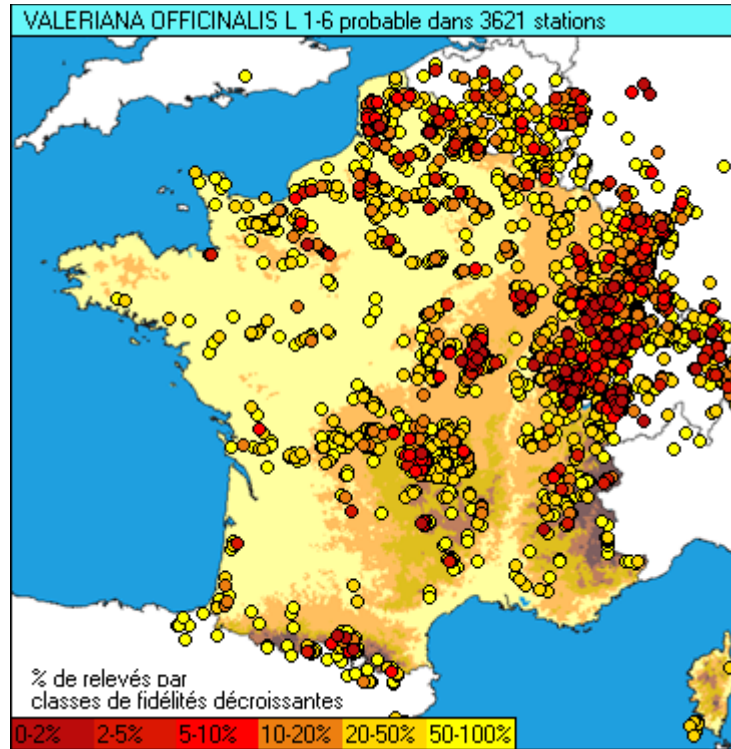 VALERIANA OFFICINALIS L 1-6 probable dans 3621 stations
% de relevés par
classes de fidélités décroissantes
0-2% 2-5% 5-10% 10-20% 20-50% 50-100%